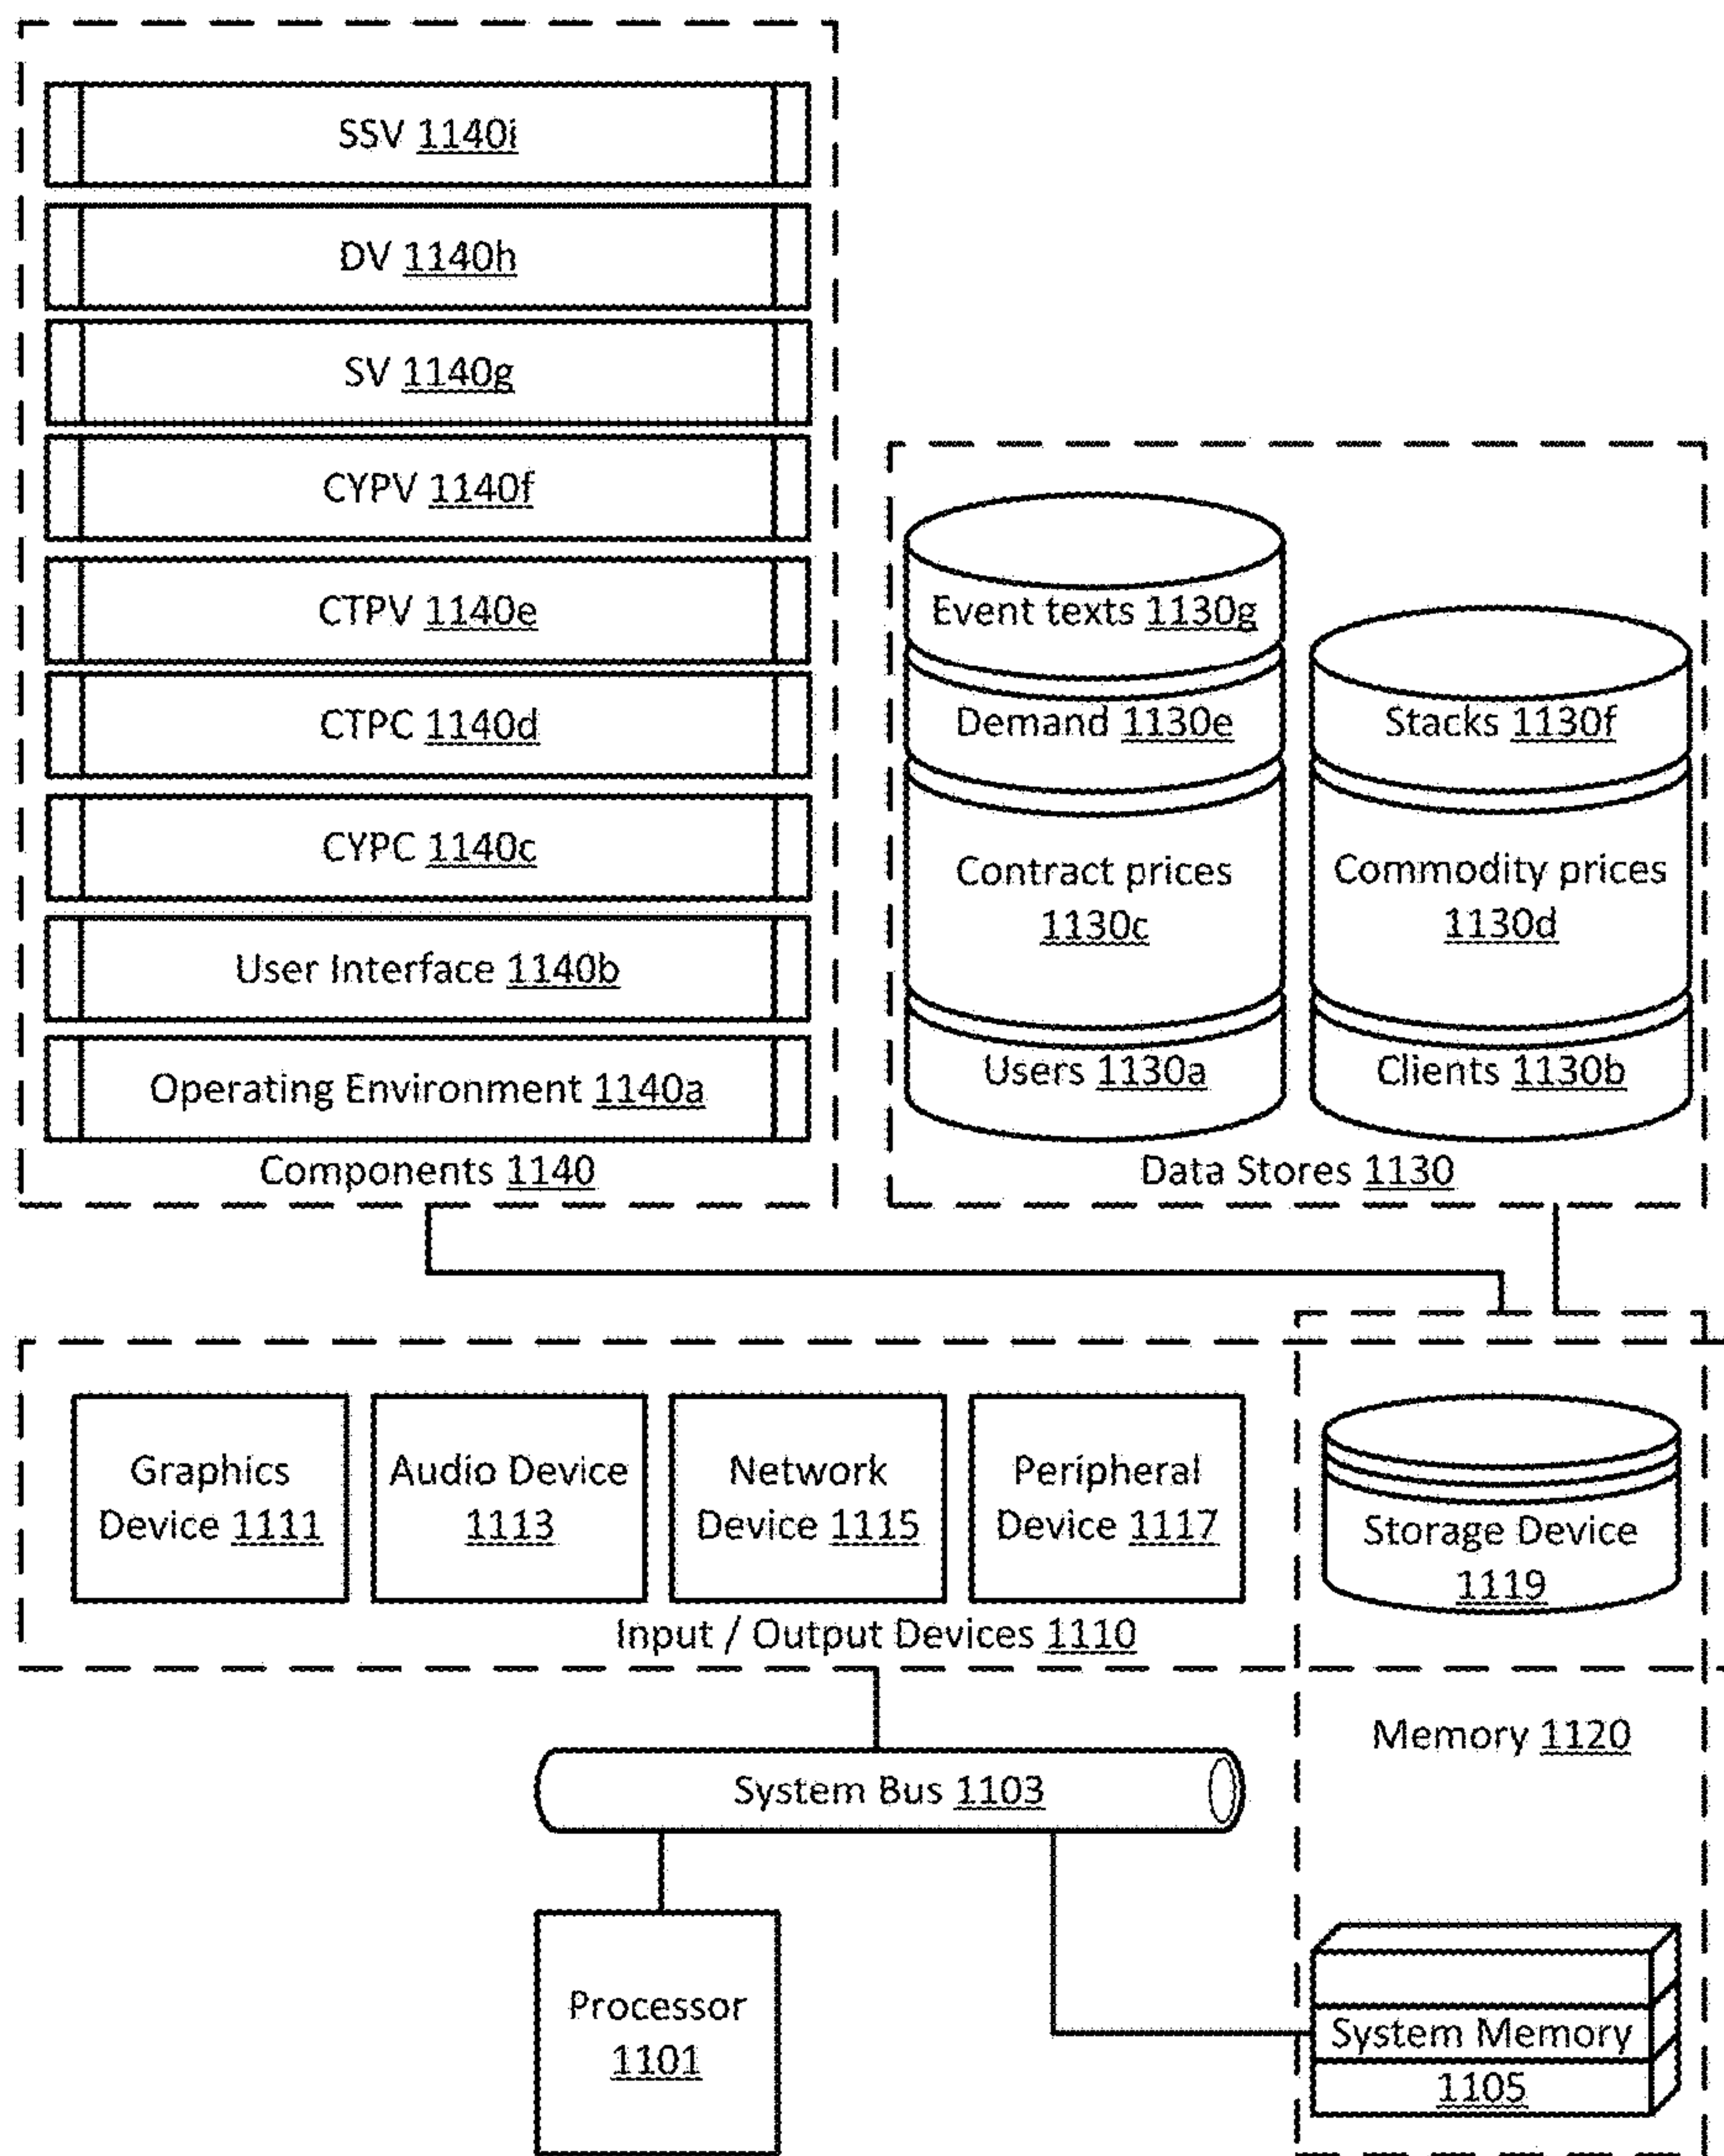 SSV 1140i
DV 1140h
SV 1140g
CYPV 1140f
CTPV 1140e
CTPC 1140d
CYPC 1140c
User Interface 1140b
Operating Environment 1140a
Components 1140
Event texts 1130g
Demand 1130e
Contract prices
1130c
Users 1130a
Stacks 1130f
Commodity prices
1130d
Clients 1130b
Data Stores 1130
Graphics
Device 1111
Audio Device
1113
Network
Device 1115
Peripheral
Device 1117
Storage Device
1119
Input / Output Devices 1110
Memory 1120
System Bus 1103
Processor
1101
System Memory
1105